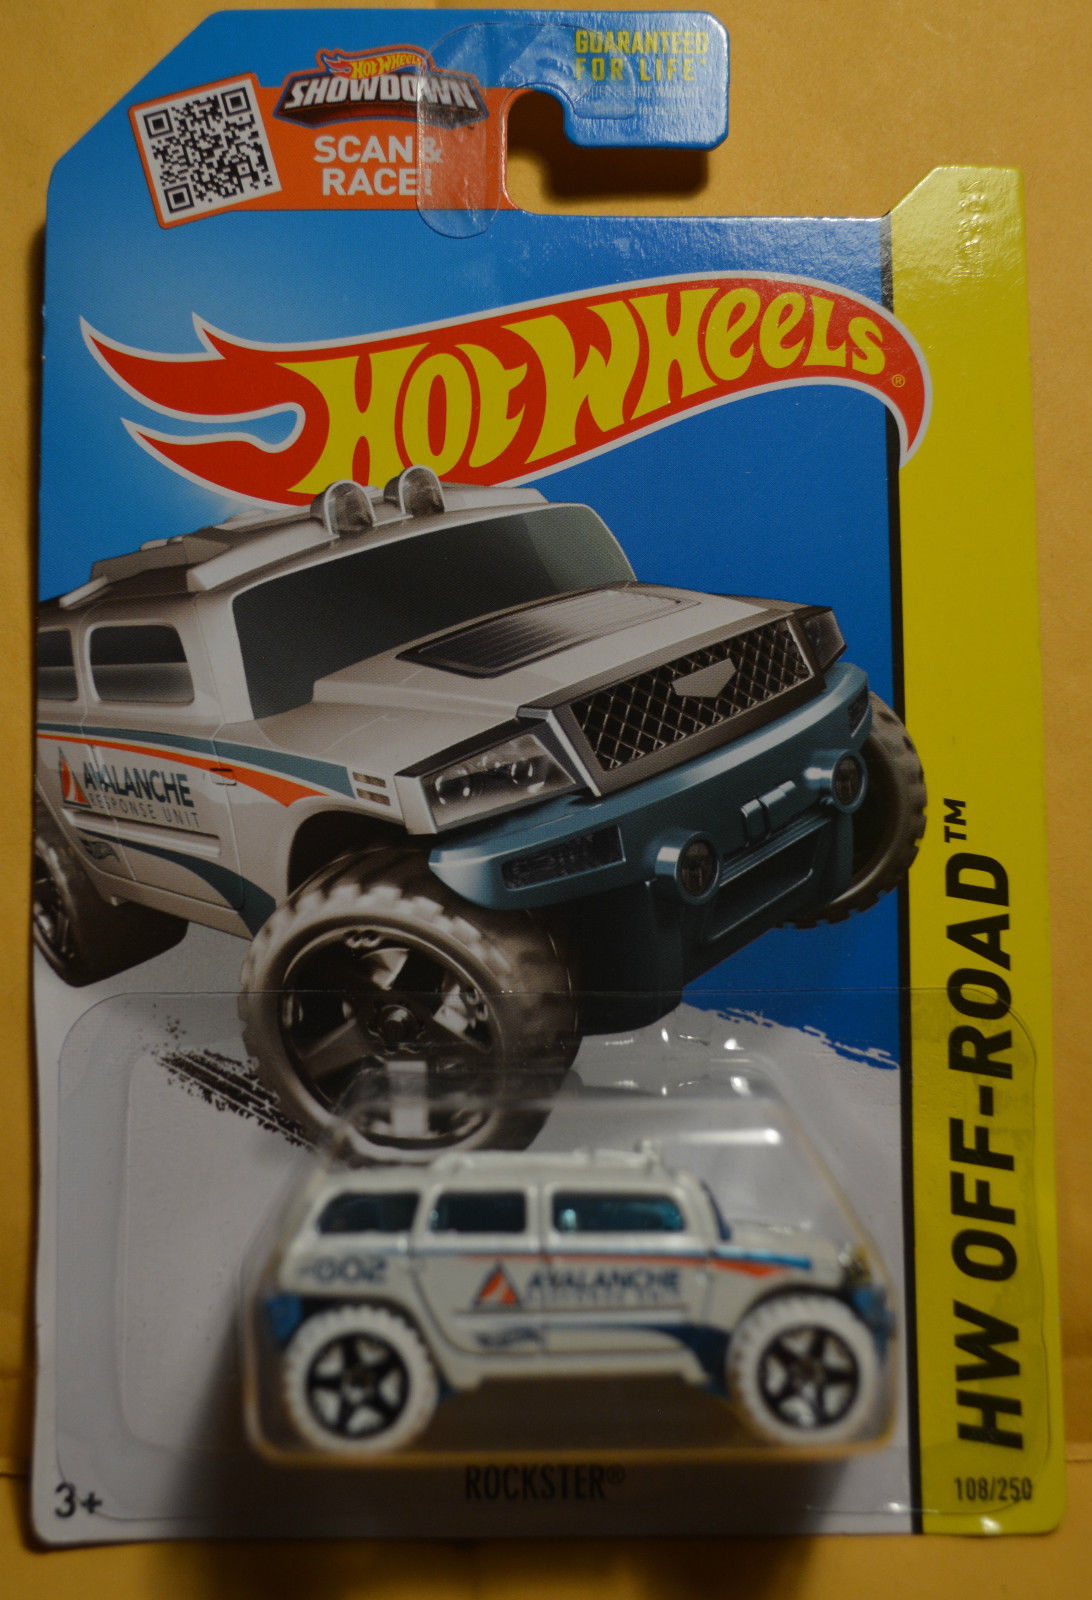 GUARANTEED
FOR LIFE*
HOT WHEELS
SHOWDOWN
SCAN &
RACE!
HOT WHEELS®
AVALANCHE
RESPONSE UNIT
HW OFF-ROAD™
002
AVALANCHE
ROCKSTER®
3+
108/250